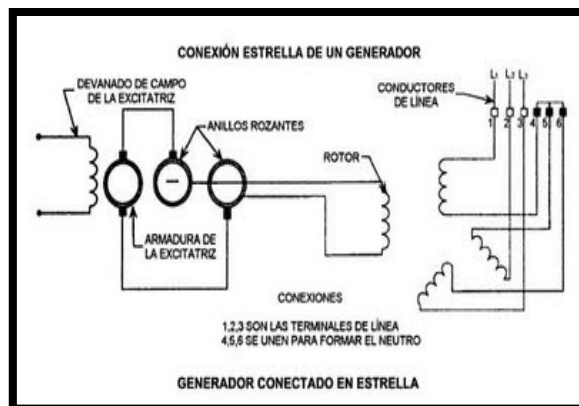 CONEXIÓN ESTRELLA DE UN GENERADOR
DEVANADO DE CAMPO
DE LA EXCITATRIZ
ANILLOS ROZANTES
ROTOR
CONDUCTORES
DE LÍNEA
L1 L2 L3
1 2 3 4 5 6
ARMADURA DE
LA EXCITATRIZ
CONEXIONES
1,2,3 SON LAS TERMINALES DE LÍNEA
4,5,6 SE UNEN PARA FORMAR EL NEUTRO
GENERADOR CONECTADO EN ESTRELLA